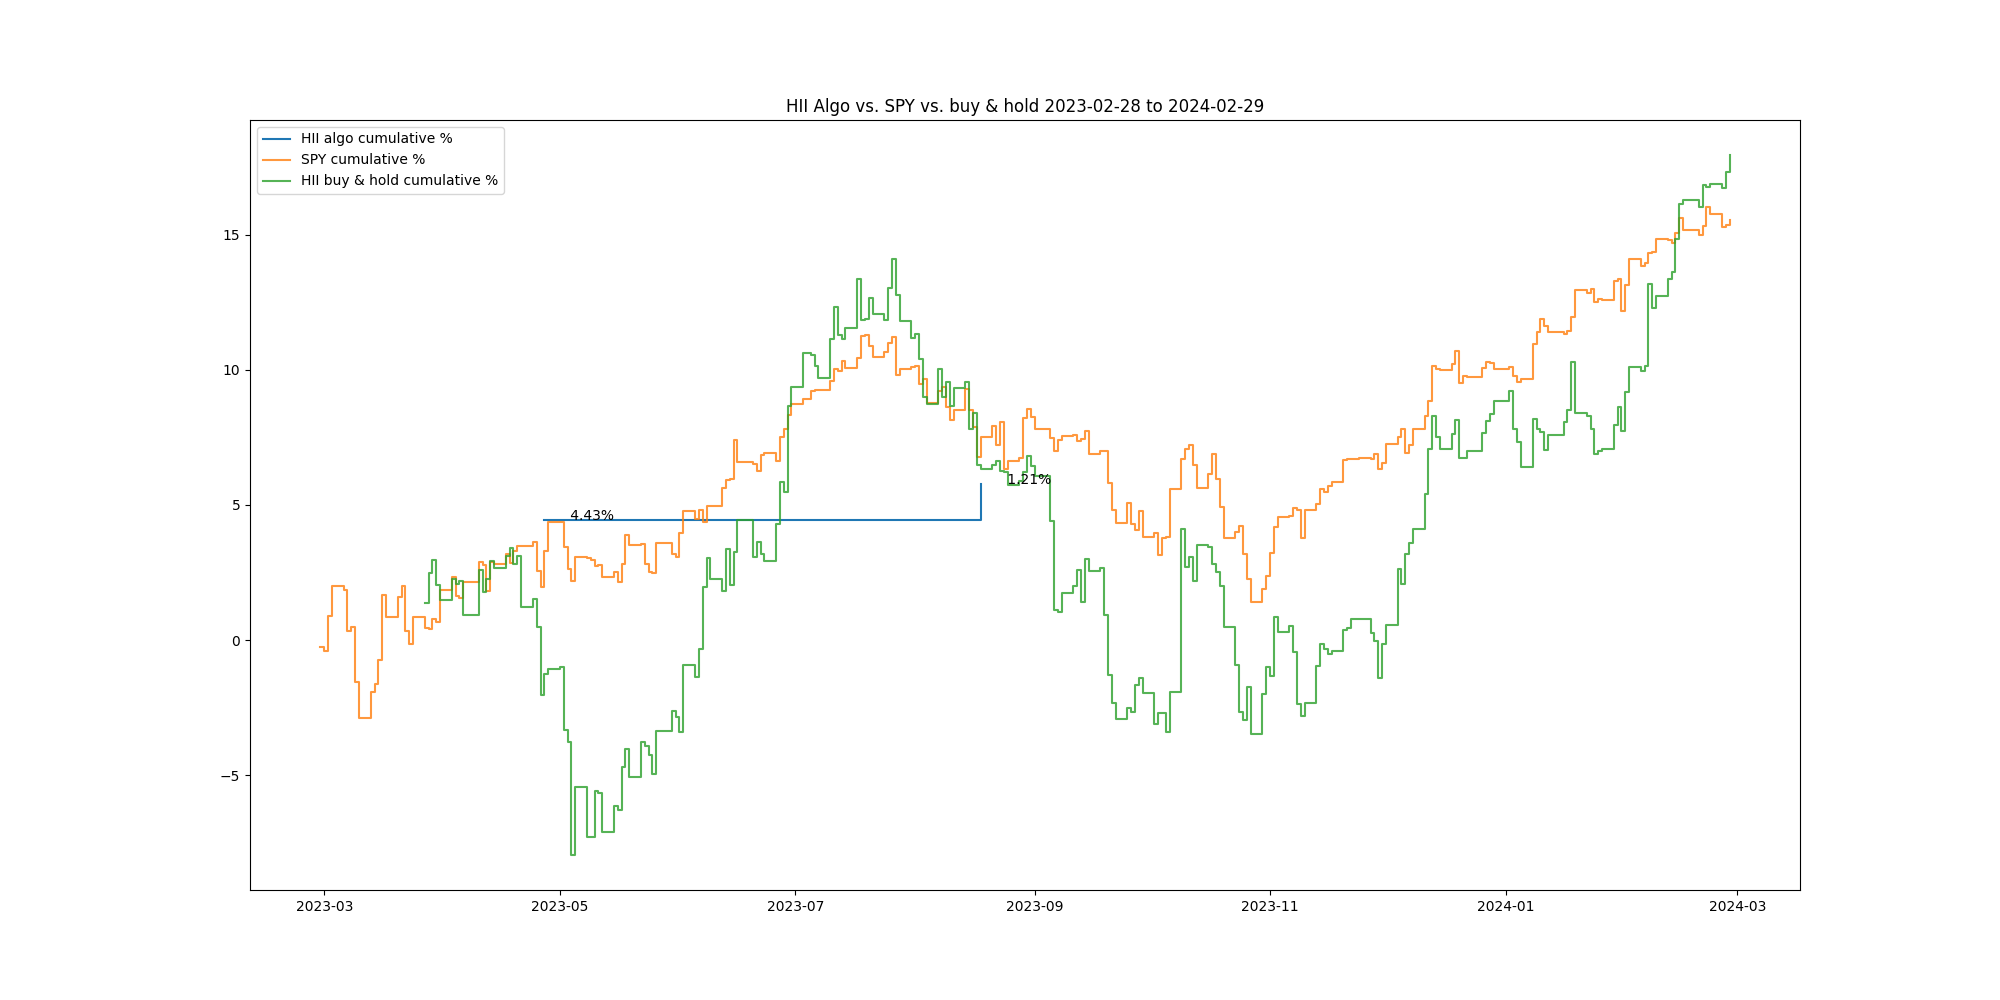 HII Algo vs. SPY vs. buy & hold 2023-02-28 to 2024-02-29
HII algo cumulative %
SPY cumulative %
HII buy & hold cumulative %
15
10
5
0
−5
4.43%
1.21%
2023-03 2023-05 2023-07 2023-09 2023-11 2024-01 2024-03